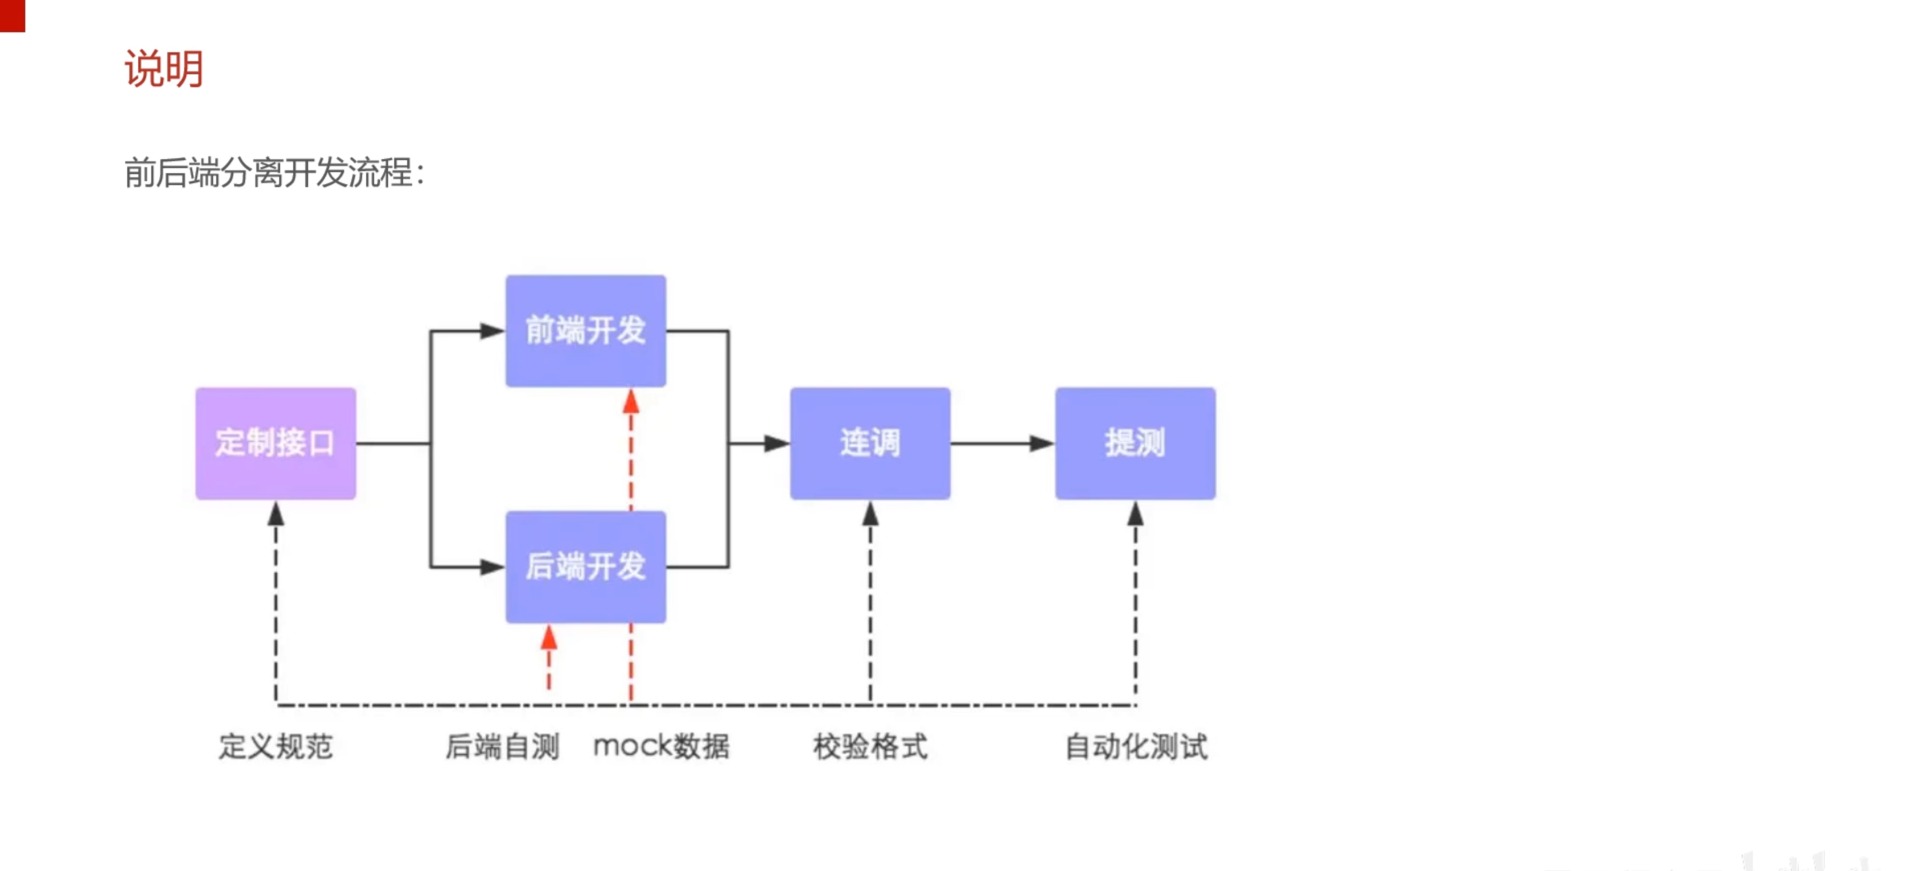 说明
前后端分离开发流程：
前端开发
定制接口
连调
提测
后端开发
定义规范
后端自测
mock数据
校验格式
自动化测试